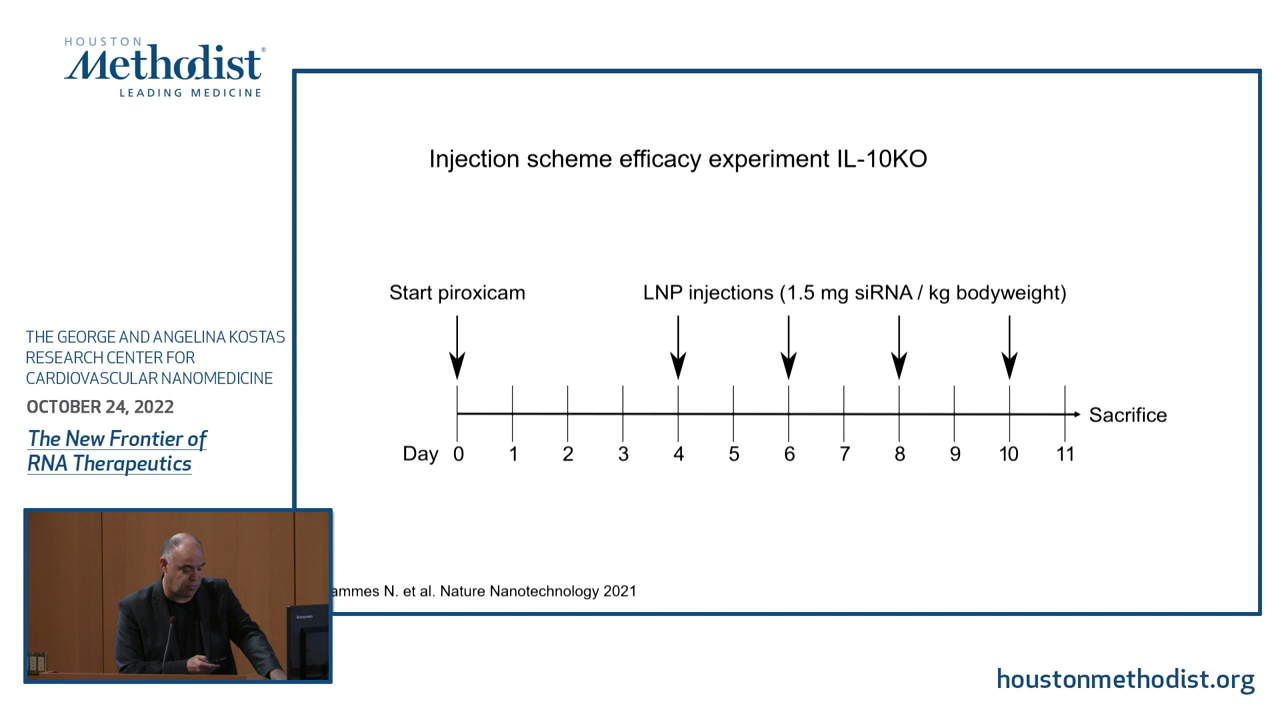 HOUSTON
Methodist
LEADING MEDICINE
Injection scheme efficacy experiment IL-10KO
Start piroxicam
LNP injections (1.5 mg siRNA / kg bodyweight)
Sacrifice
Day 0 1 2 3 4 5 6 7 8 9 10 11
THE GEORGE AND ANGELINA KOSTAS
RESEARCH CENTER FOR
CARDIOVASCULAR NANOMEDICINE
OCTOBER 24, 2022
The New Frontier of
RNA Therapeutics
N. et al. Nature Nanotechnology 2021
houstonmethodist.org